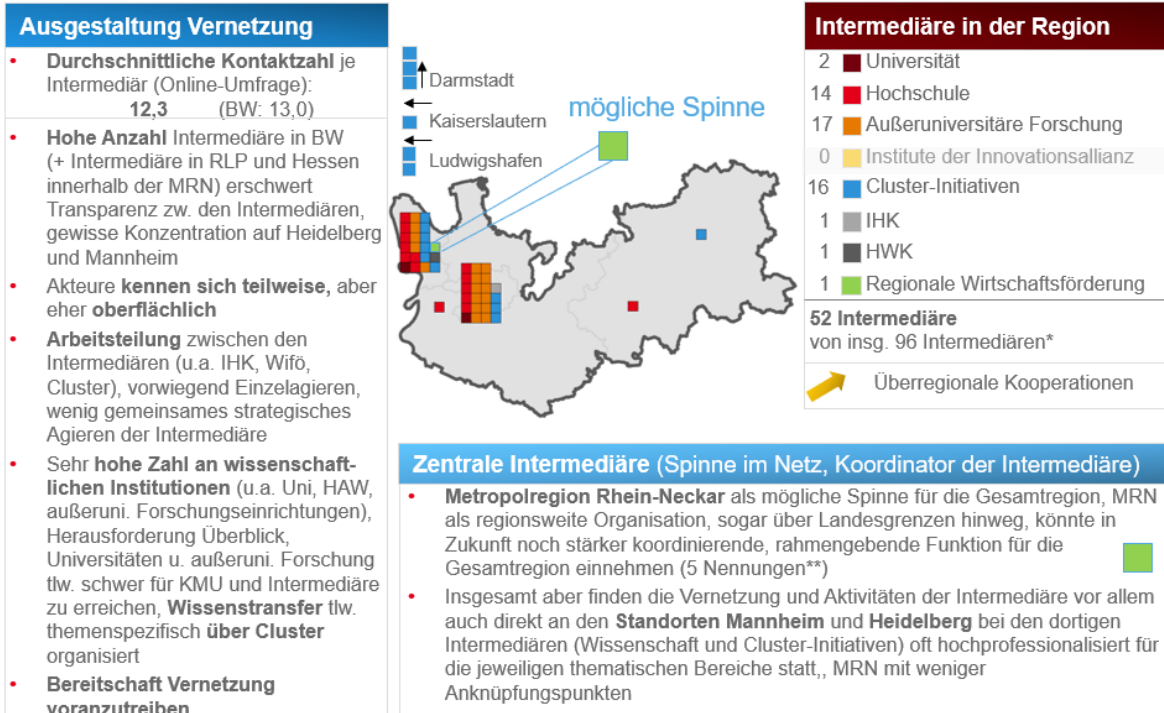 Ausgestaltung Vernetzung
• Durchschnittliche Kontaktzahl je
Intermediär (Online-Umfrage):
12,3 (BW: 13,0)
• Hohe Anzahl Intermediäre in BW
(+ Intermediäre in RLP und Hessen
innerhalb der MRN) erschwert
Transparenz zw. den Intermediären,
gewisse Konzentration auf Heidelberg
und Mannheim
• Akteure kennen sich teilweise, aber
eher oberflächlich
• Arbeitsteilung zwischen den
Intermediären (u.a. IHK, Wifö,
Cluster), vorwiegend Einzelagieren,
wenig gemeinsames strategisches
Agieren der Intermediäre
• Sehr hohe Zahl an wissenschaft-
lichen Institutionen (u.a. Uni, HAW,
außeruni. Forschungseinrichtungen),
Herausforderung Überblick,
Universitäten u. außeruni. Forschung
tlw. schwer für KMU und Intermediäre
zu erreichen, Wissenstransfer tlw.
themenspezifisch über Cluster
organisiert
• Bereitschaft Vernetzung
voranzutreiben
Darmstadt
Kaiserslautern
Ludwigshafen
mögliche Spinne
Intermediäre in der Region
2 Universität
14 Hochschule
17 Außeruniversitäre Forschung
0 Institute der Innovationsallianz
16 Cluster-Initiativen
1 IHK
1 HWK
1 Regionale Wirtschaftsförderung
52 Intermediäre
von insg. 96 Intermediären*
Überregionale Kooperationen
Zentrale Intermediäre (Spinne im Netz, Koordinator der Intermediäre)
• Metropolregion Rhein-Neckar als mögliche Spinne für die Gesamtregion, MRN
als regionsweite Organisation, sogar über Landesgrenzen hinweg, könnte in
Zukunft noch stärker koordinierende, rahmengebende Funktion für die
Gesamtregion einnehmen (5 Nennungen**)
• Insgesamt aber finden die Vernetzung und Aktivitäten der Intermediäre vor allem
auch direkt an den Standorten Mannheim und Heidelberg bei den dortigen
Intermediären (Wissenschaft und Cluster-Initiativen) oft hochprofessionalisiert für
die jeweiligen thematischen Bereiche statt,, MRN mit weniger
Anknüpfungspunkten